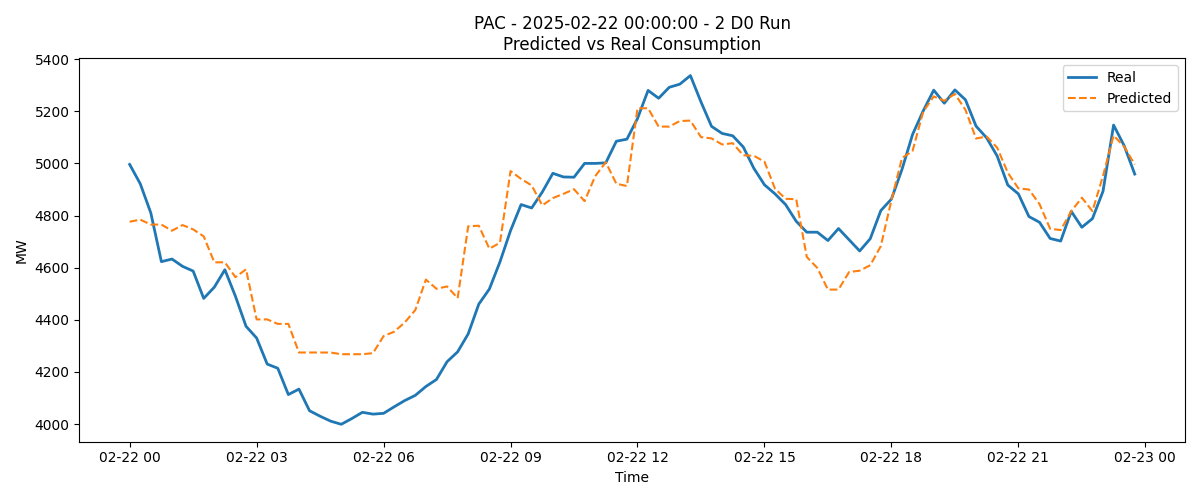 PAC - 2025-02-22 00:00:00 - 2 D0 Run
Predicted vs Real Consumption
Real
Predicted
MW
5400
5200
5000
4800
4600
4400
4200
4000
02-22 00
02-22 03
02-22 06
02-22 09
02-22 12
02-22 15
02-22 18
02-22 21
02-23 00
Time